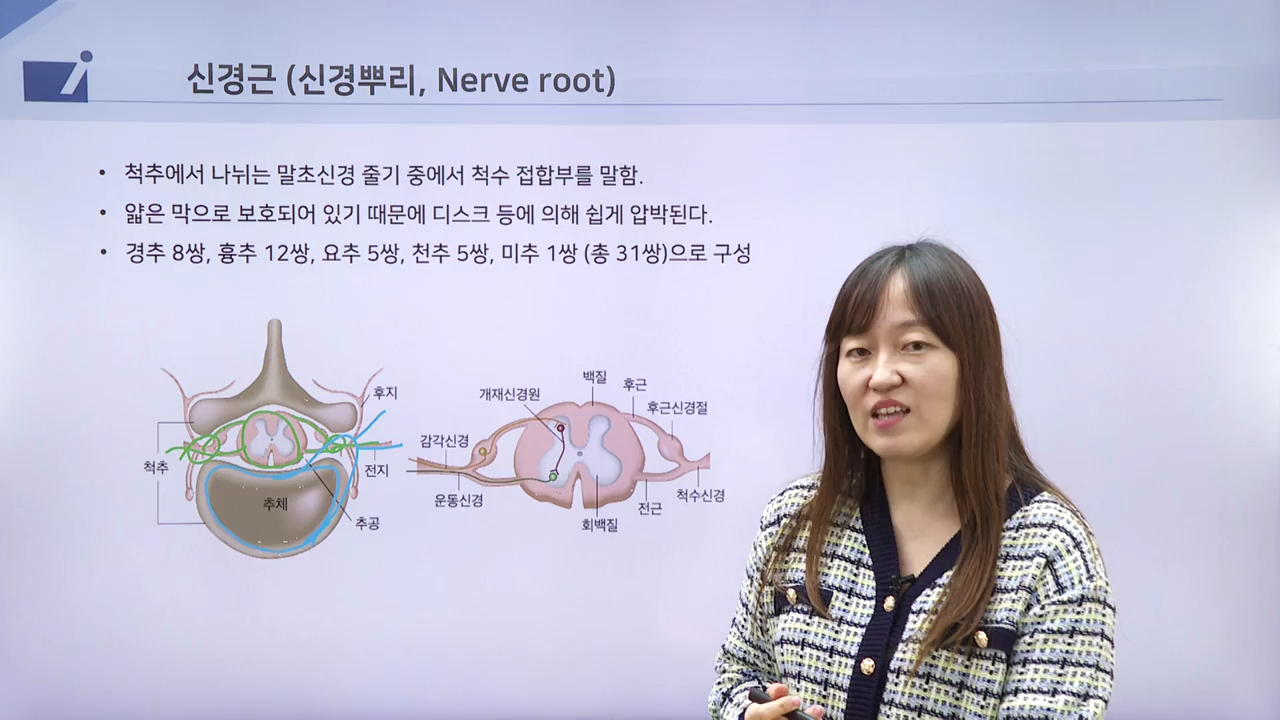 신경근 (신경뿌리, Nerve root)
• 척추에서 나뉘는 말초신경 줄기 중에서 척수 접합부를 말함.
• 얇은 막으로 보호되어 있기 때문에 디스크 등에 의해 쉽게 압박된다.
• 경추 8쌍, 흉추 12쌍, 요추 5쌍, 천추 5쌍, 미추 1쌍 (총 31쌍)으로 구성
후지
척추
전지
추체
추공
백질
개재신경원
후근
후근신경절
감각신경
운동신경
척수신경
전근
회백질